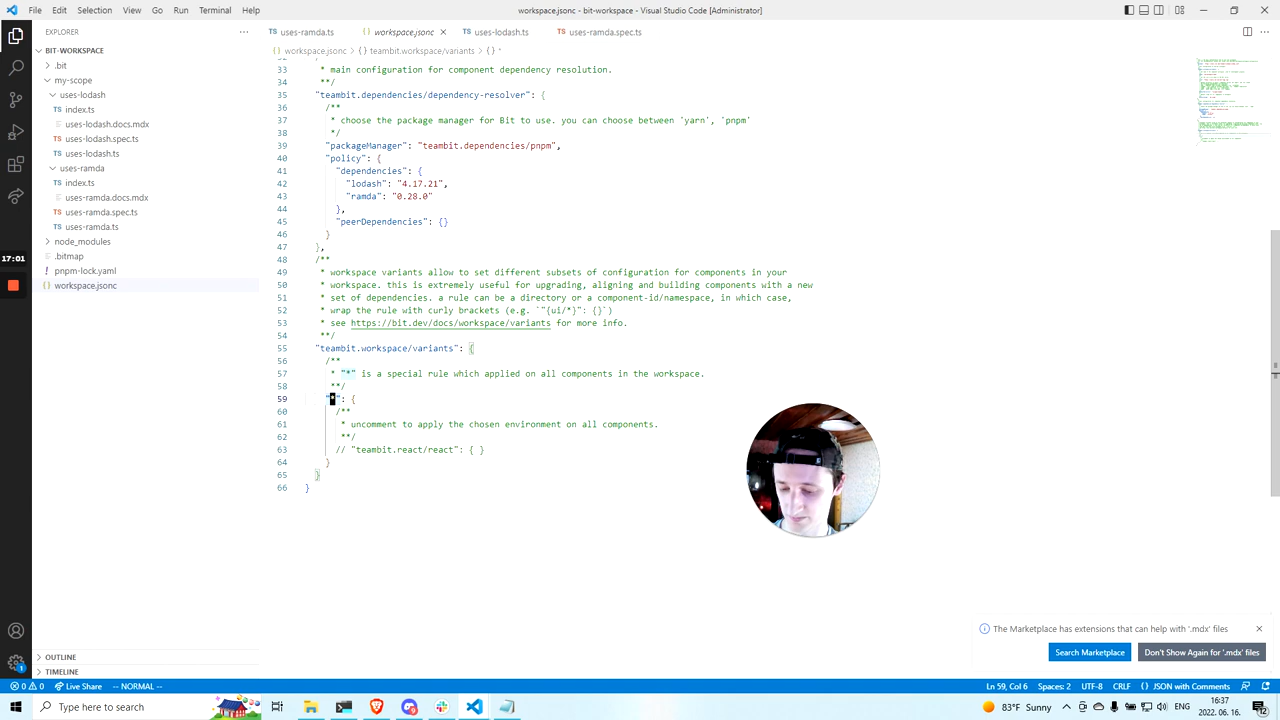 File Edit Selection View Go Run Terminal Help
workspace.jsonc - bit-workspace - Visual Studio Code [Administrator]
EXPLORER
BIT-WORKSPACE
.bit
my-scope
uses-lodash
index.ts
uses-lodash.docs.mdx
uses-lodash.spec.ts
uses-lodash.ts
uses-ramda
index.ts
uses-ramda.docs.mdx
uses-ramda.spec.ts
uses-ramda.ts
node_modules
.bitmap
pnpm-lock.yaml
workspace.jsonc
OUTLINE
TIMELINE
17:01
uses-ramda.ts
workspace.jsonc
uses-lodash.ts
uses-ramda.spec.ts
workspace.jsonc > {} teambit.workspace/variants > {} *
33 * main configuration for component dependency resolution.
34 **/
35 "teambit.dependencies/dependency-resolver": {
36 /**
37 * choose the package manager for Bit to use. you can choose between 'yarn', 'pnpm'
38 */
39 "packageManager": "teambit.dependencies/pnpm",
40 "policy": {
41 "dependencies": {
42 "lodash": "4.17.21",
43 "ramda": "0.28.0"
44 },
45 "peerDependencies": {}
46 }
47 },
48 /**
49 * workspace variants allow to set different subsets of configuration for components in your
50 * workspace. this is extremely useful for upgrading, aligning and building components with a new
51 * set of dependencies. a rule can be a directory or a component-id/namespace, in which case,
52 * wrap the rule with curly brackets (e.g. `"{ui/*}": {}`)
53 * see https://bit.dev/docs/workspace/variants for more info.
54 **/
55 "teambit.workspace/variants": {
56 /**
57 * "*" is a special rule which applied on all components in the workspace.
58 **/
59 "*": {
60 /**
61 * uncomment to apply the chosen environment on all components.
62 **/
63 // "teambit.react/react": { }
64 }
65 }
66 }
The Marketplace has extensions that can help with '.mdx' files
Search Marketplace
Don't Show Again for '.mdx' files
0 0 Live Share -- NORMAL --
Ln 59, Col 6 Spaces: 2 UTF-8 CRLF {} JSON with Comments
Type here to search
83°F Sunny
ENG
16:37
2022. 06. 16.
12